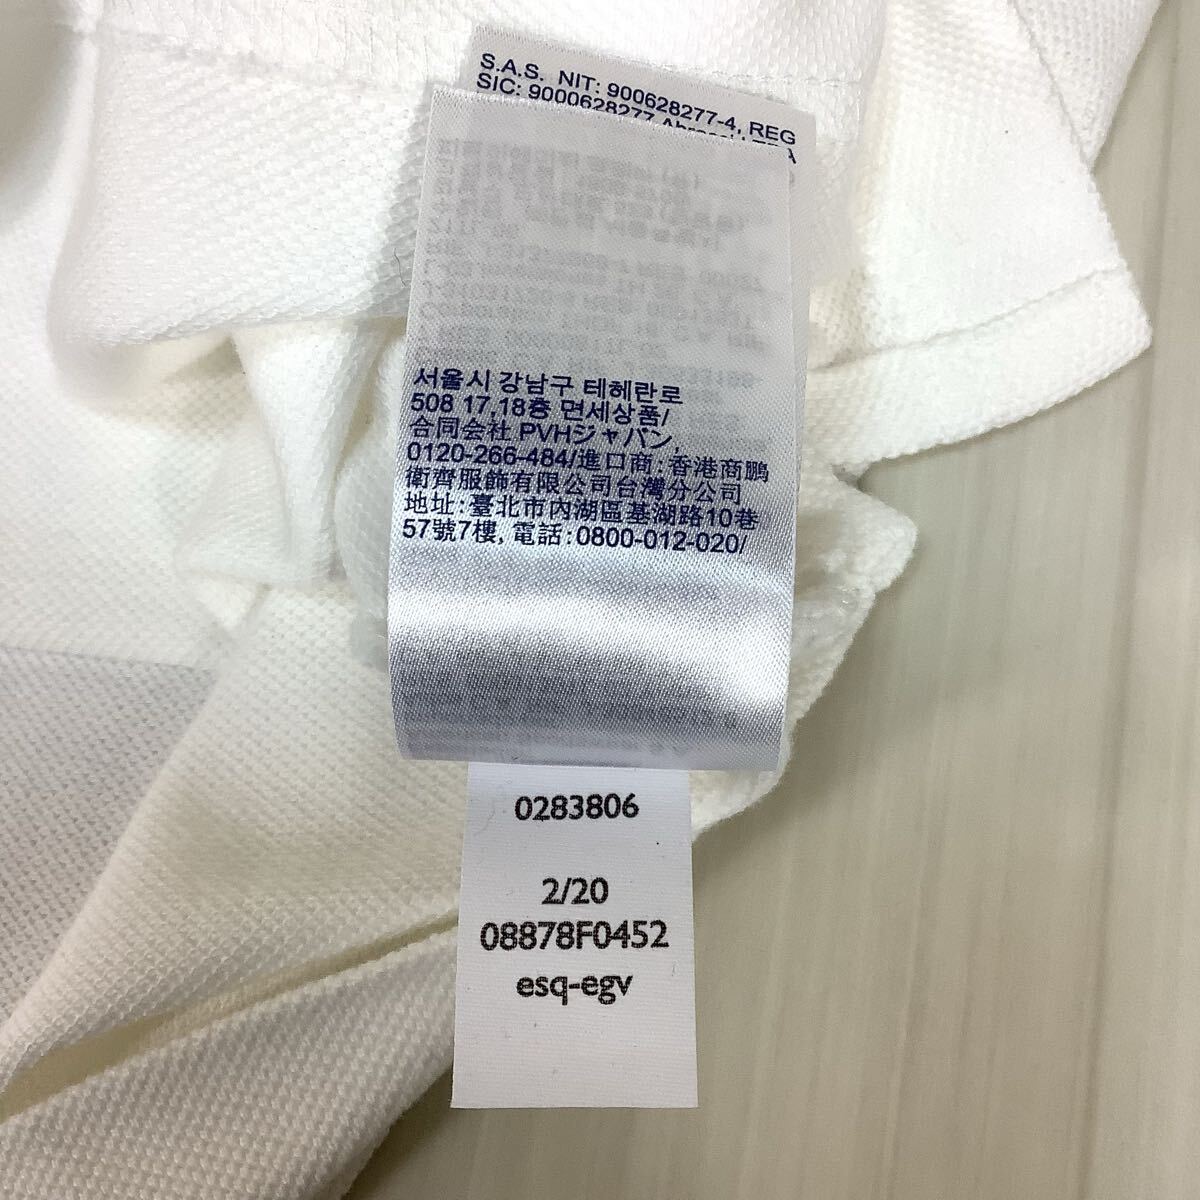 S.A.S. NIT: 900628277-4, REG
SIC: 9000628277
서울시 강남구 테헤란로
508 17,18층 면세상품/
合同会社 PVHジャパン,
0120-266-484/進口商:香港商鵬
衛齊服飾有限公司台灣分公司
地址:臺北市內湖區基湖路10巷
57號7樓, 電話:0800-012-020/
0283806
2/20
08878F0452
esq-egv